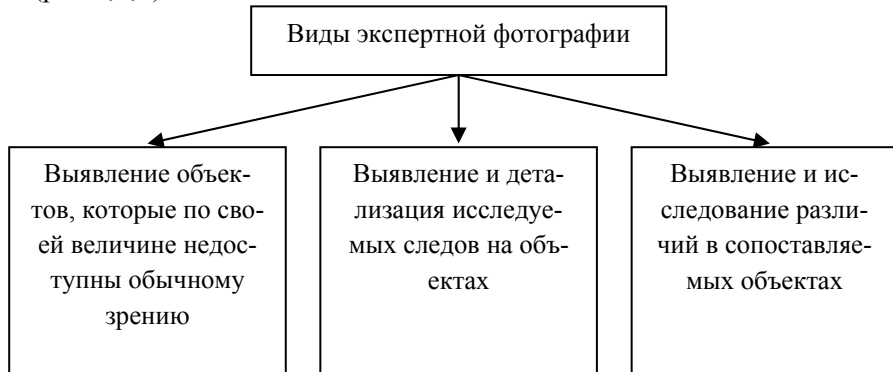 Виды экспертной фотографии
Выявление объек-
тов, которые по сво-
ей величине недос-
тупны обычному
зрению
Выявление и дета-
лизация исследуе-
мых следов на объ-
ектах
Выявление и ис-
следование разли-
чий в сопоставляе-
мых объектах